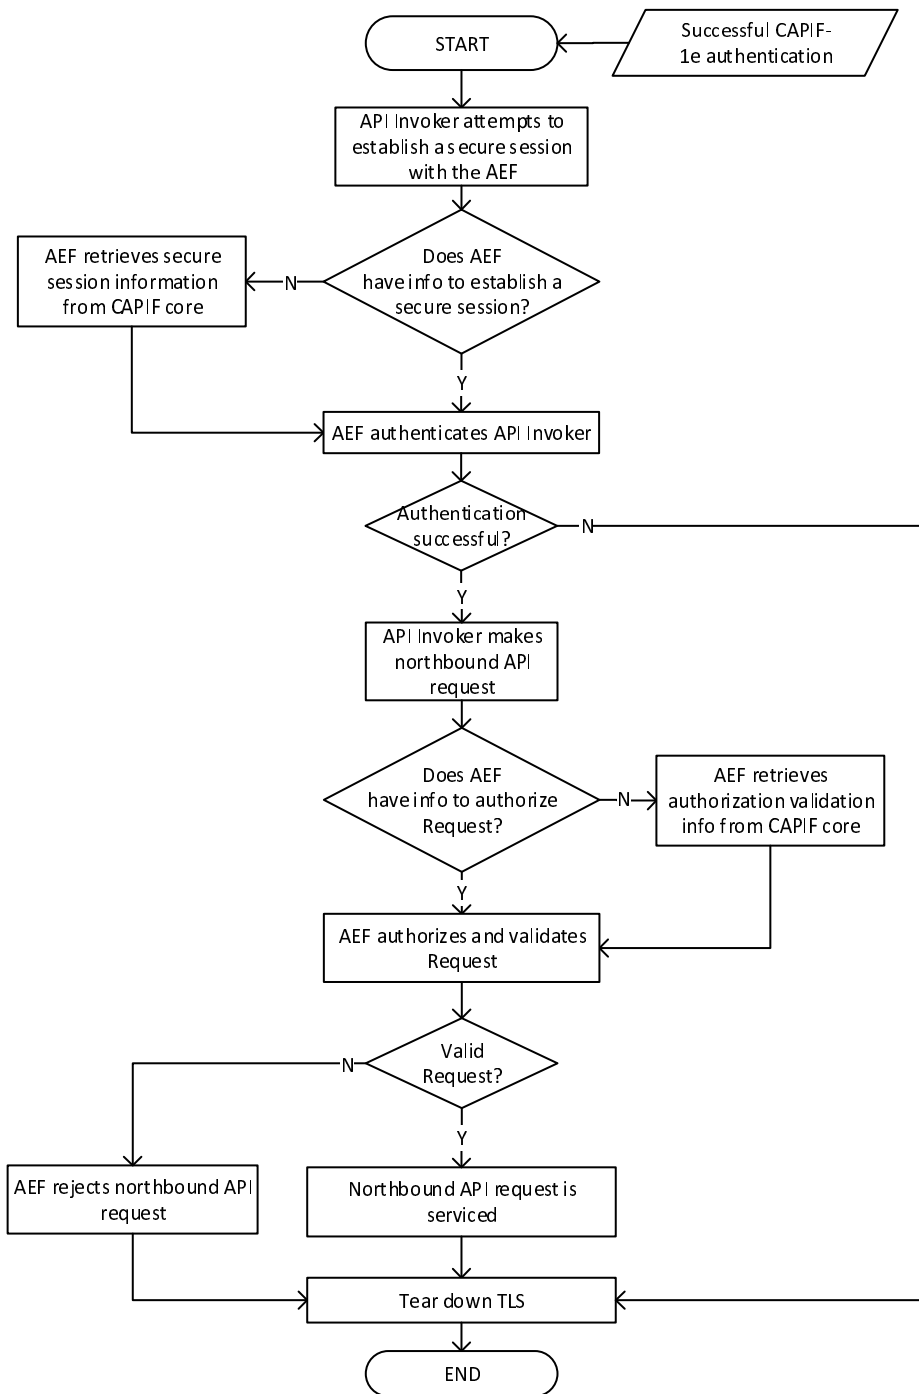 START
Successful CAPIF-
1e authentication
API Invoker attempts to
establish a secure session
with the AEF
Does AEF
have info to establish a
secure session?
N
AEF retrieves secure
session information
from CAPIF core
Y
AEF authenticates API Invoker
Authentication
successful?
N
Y
API Invoker makes
northbound API
request
Does AEF
have info to authorize
Request?
N
AEF retrieves
authorization validation
info from CAPIF core
Y
AEF authorizes and validates
Request
Valid
Request?
N
Y
AEF rejects northbound API
request
Northbound API request is
serviced
Tear down TLS
END